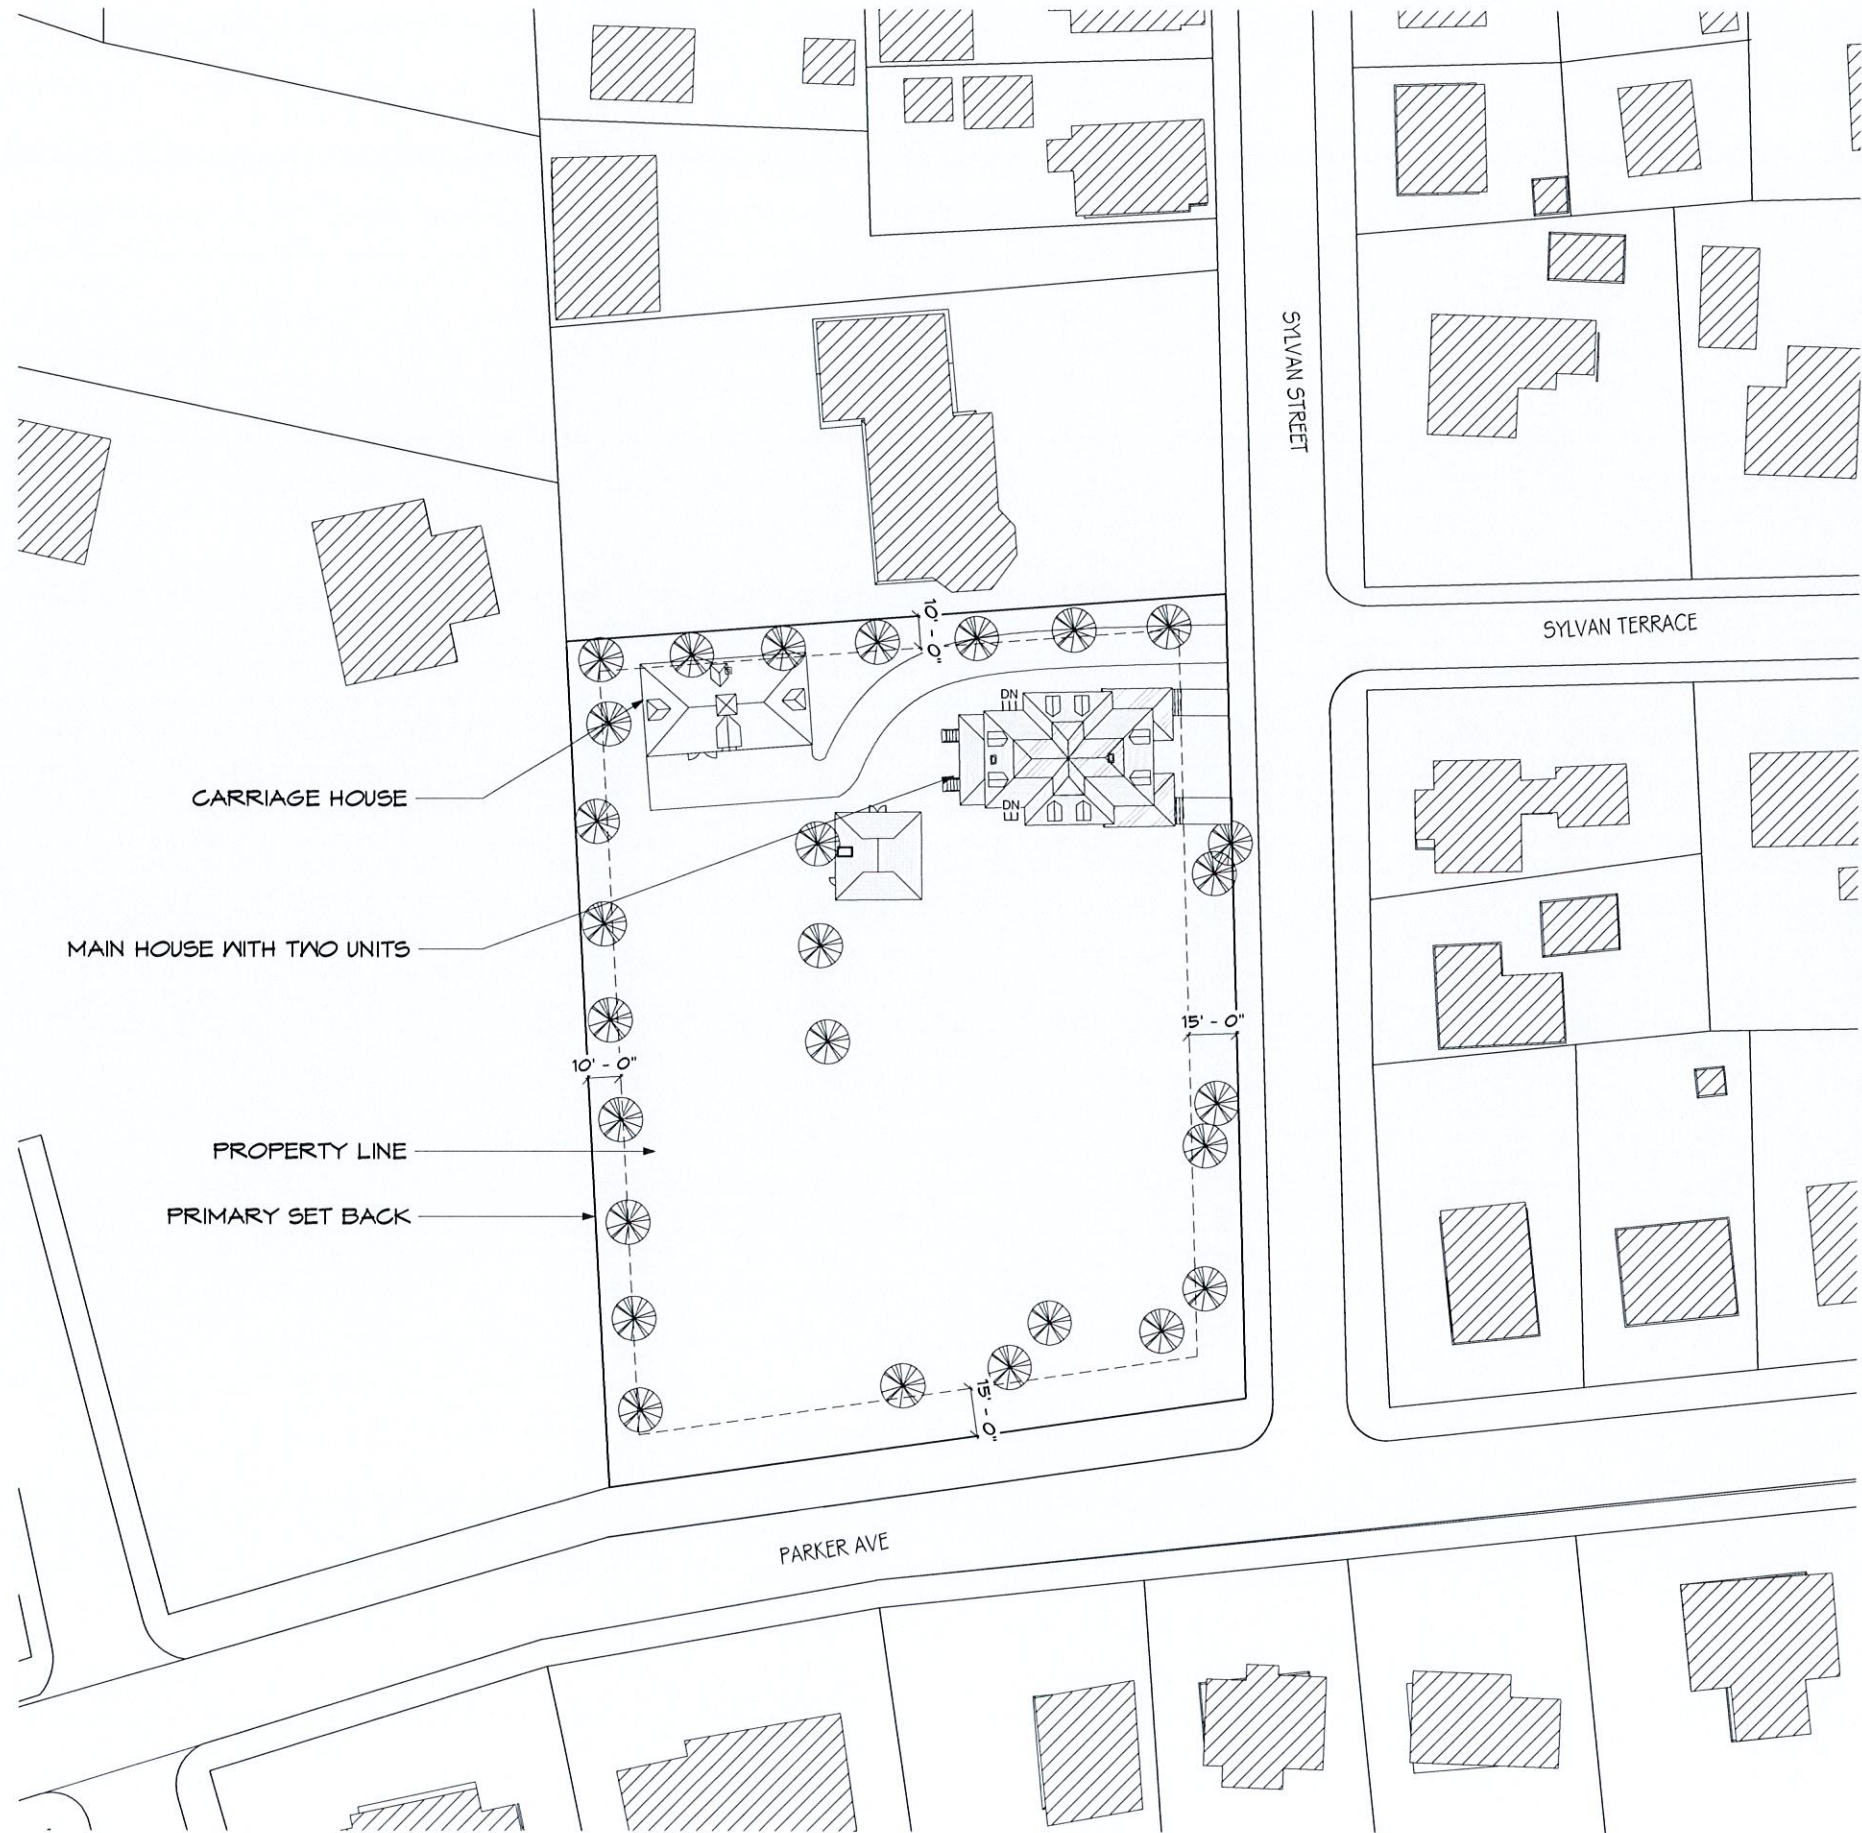 SYLVAN STREET
10' - 0"
SYLVAN TERRACE
DN
CARRIAGE HOUSE
DN
MAIN HOUSE WITH TWO UNITS
15' - 0"
10' - 0"
PROPERTY LINE
PRIMARY SET BACK
15' - 0"
PARKER AVE